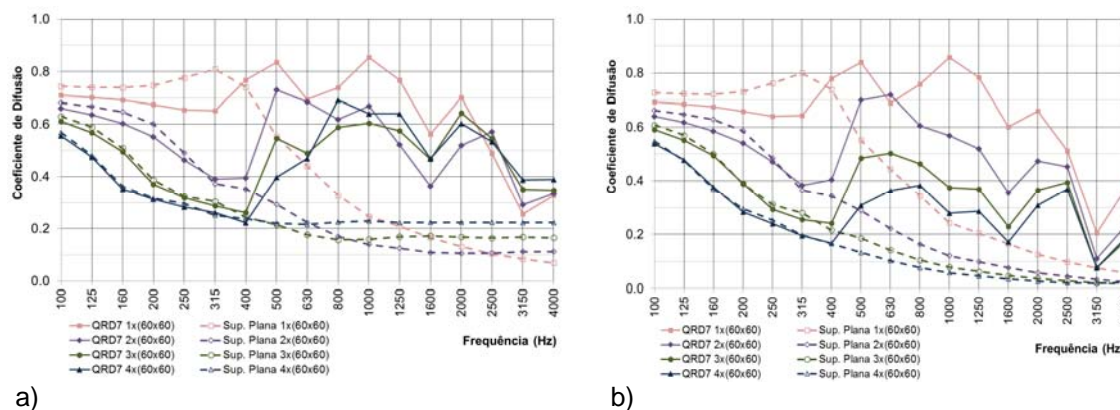 a)
Coeficiente de Difusão
1.0
0.8
0.6
0.4
0.2
0.0
100 125 160 200 250 315 400 500 630 800 1000 1250 1600 2000 2500 3150 4000
Frequência (Hz)
QRD7 1x(60x60) Sup. Plana 1x(60x60)
QRD7 2x(60x60) Sup. Plana 2x(60x60)
QRD7 3x(60x60) Sup. Plana 3x(60x60)
QRD7 4x(60x60) Sup. Plana 4x(60x60)
b)
Coeficiente de Difusão
1.0
0.8
0.6
0.4
0.2
0.0
100 125 160 200 250 315 400 500 630 800 1000 1250 1600 2000 2500 3150
Frequência (Hz)
QRD7 1x(60x60) Sup. Plana 1x(60x60)
QRD7 2x(60x60) Sup. Plana 2x(60x60)
QRD7 3x(60x60) Sup. Plana 3x(60x60)
QRD7 4x(60x60) Sup. Plana 4x(60x60)